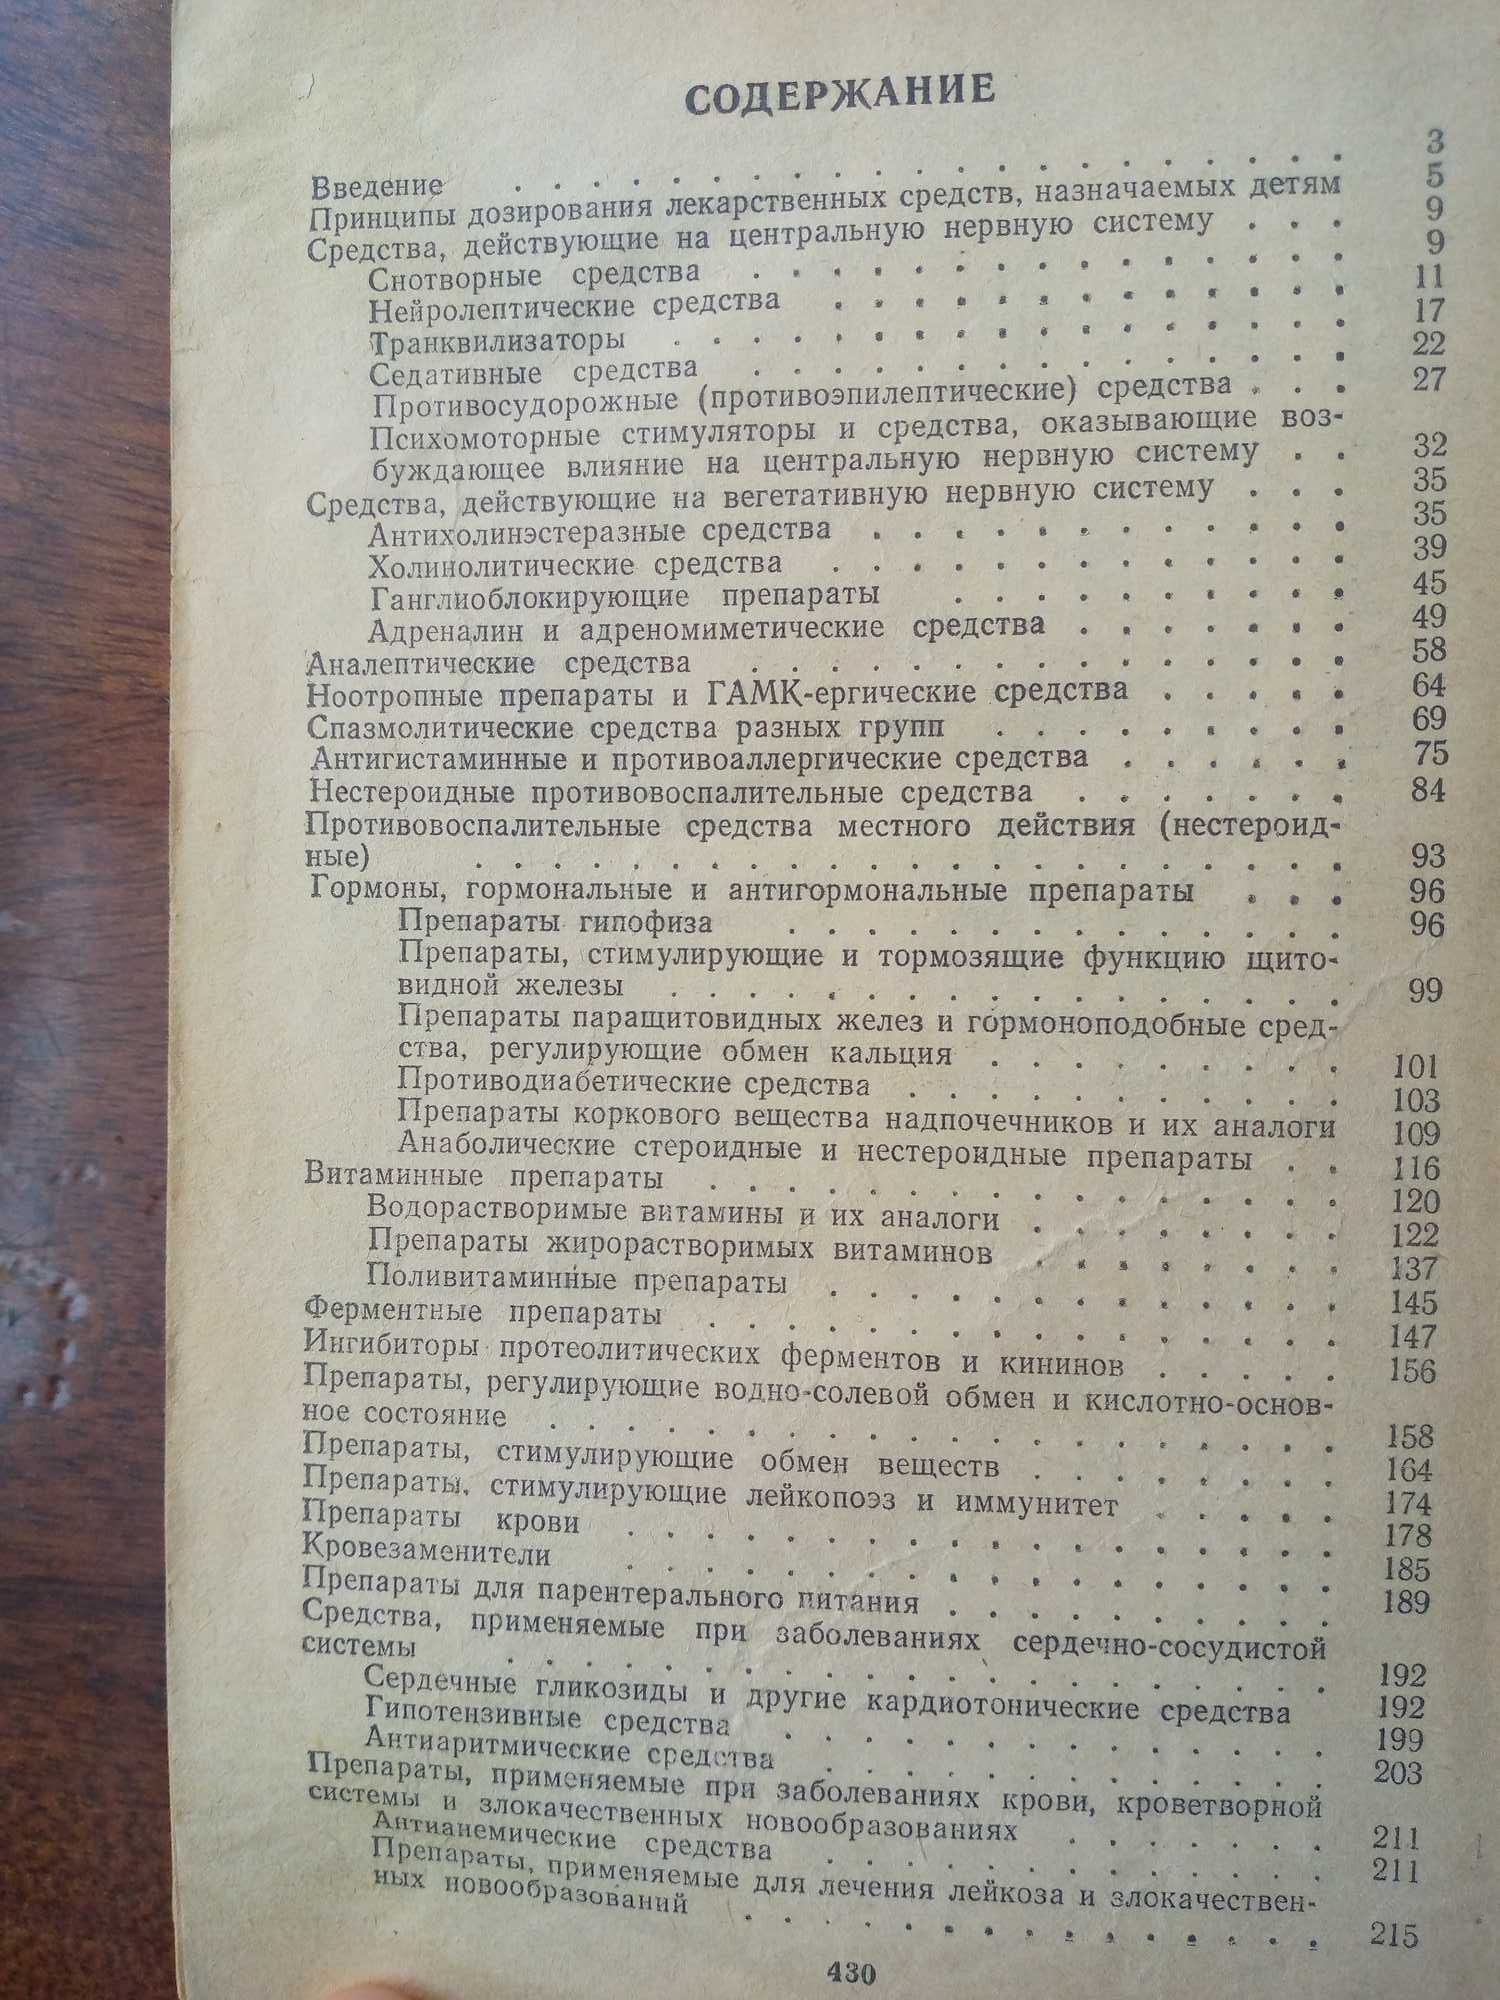 СОДЕРЖАНИЕ
Введение . . . . . . . . . . . . . . . . . . . . . 3
Принципы дозирования лекарственных средств, назначаемых детям 5
Средства, действующие на центральную нервную систему . . . 9
Снотворные средства . . . . . . . . . . . . . . . 9
Нейролептические средства . . . . . . . . . . . . . 11
Транквилизаторы . . . . . . . . . . . . . . . . . 17
Седативные средства . . . . . . . . . . . . . . . 22
Противосудорожные (противоэпилептические) средства . . . 27
Психомоторные стимуляторы и средства, оказывающие воз-
буждающее влияние на центральную нервную систему . . 32
Средства, действующие на вегетативную нервную систему . . . 35
Антихолинэстеразные средства . . . . . . . . . . . . 35
Холинолитические средства . . . . . . . . . . . . . 39
Ганглиоблокирующие препараты . . . . . . . . . . 45
Адреналин и адреномиметические средства . . . . . . . 49
Аналептические средства . . . . . . . . . . . . . . . 58
Ноотропные препараты и ГАМК-ергические средства . . . . . 64
Спазмолитические средства разных групп . . . . . . . . . 69
Антигистаминные и противоаллергические средства . . . . . . 75
Нестероидные противовоспалительные средства . . . . . . . 84
Противовоспалительные средства местного действия (нестероид-
ные) . . . . . . . . . . . . . . . . . . . . . . 93
Гормоны, гормональные и антигормональные препараты . . . 96
Препараты гипофиза . . . . . . . . . . . . . . 96
Препараты, стимулирующие и тормозящие функцию щито-
видной железы . . . . . . . . . . . . . . . . . 99
Препараты паращитовидных желез и гормоноподобные сред-
ства, регулирующие обмен кальция . . . . . . . . . 101
Противодиабетические средства . . . . . . . . . . . 103
Препараты коркового вещества надпочечников и их аналоги 109
Анаболические стероидные и нестероидные препараты . . 116
Витаминные препараты . . . . . . . . . . . . . . . . 120
Водорастворимые витамины и их аналоги . . . . . . . . 122
Препараты жирорастворимых витаминов . . . . . . . . 137
Поливитаминные препараты . . . . . . . . . . . . . 145
Ферментные препараты . . . . . . . . . . . . . . . . 147
Ингибиторы протеолитических ферментов и кининов . . . . . 156
Препараты, регулирующие водно-солевой обмен и кислотно-основ-
ное состояние . . . . . . . . . . . . . . . . . . . . 158
Препараты, стимулирующие обмен веществ . . . . . . . . 164
Препараты, стимулирующие лейкопоэз и иммунитет . . . . . 174
Препараты крови . . . . . . . . . . . . . . . . . . 178
Кровезаменители . . . . . . . . . . . . . . . . . . 185
Препараты для парентерального питания . . . . . . . . . . 189
Средства, применяемые при заболеваниях сердечно-сосудистой
системы . . . . . . . . . . . . . . . . . . . . . 192
Сердечные гликозиды и другие кардиотонические средства 192
Гипотензивные средства . . . . . . . . . . . . . . 199
Антиаритмические средства . . . . . . . . . . . . . 203
Препараты, применяемые при заболеваниях крови, кроветворной
системы и злокачественных новообразованиях . . . . . . . 211
Антианемические средства . . . . . . . . . . . . . 211
Препараты, применяемые для лечения лейкоза и злокачествен-
ных новообразований . . . . . . . . . . . . . . . 215
430